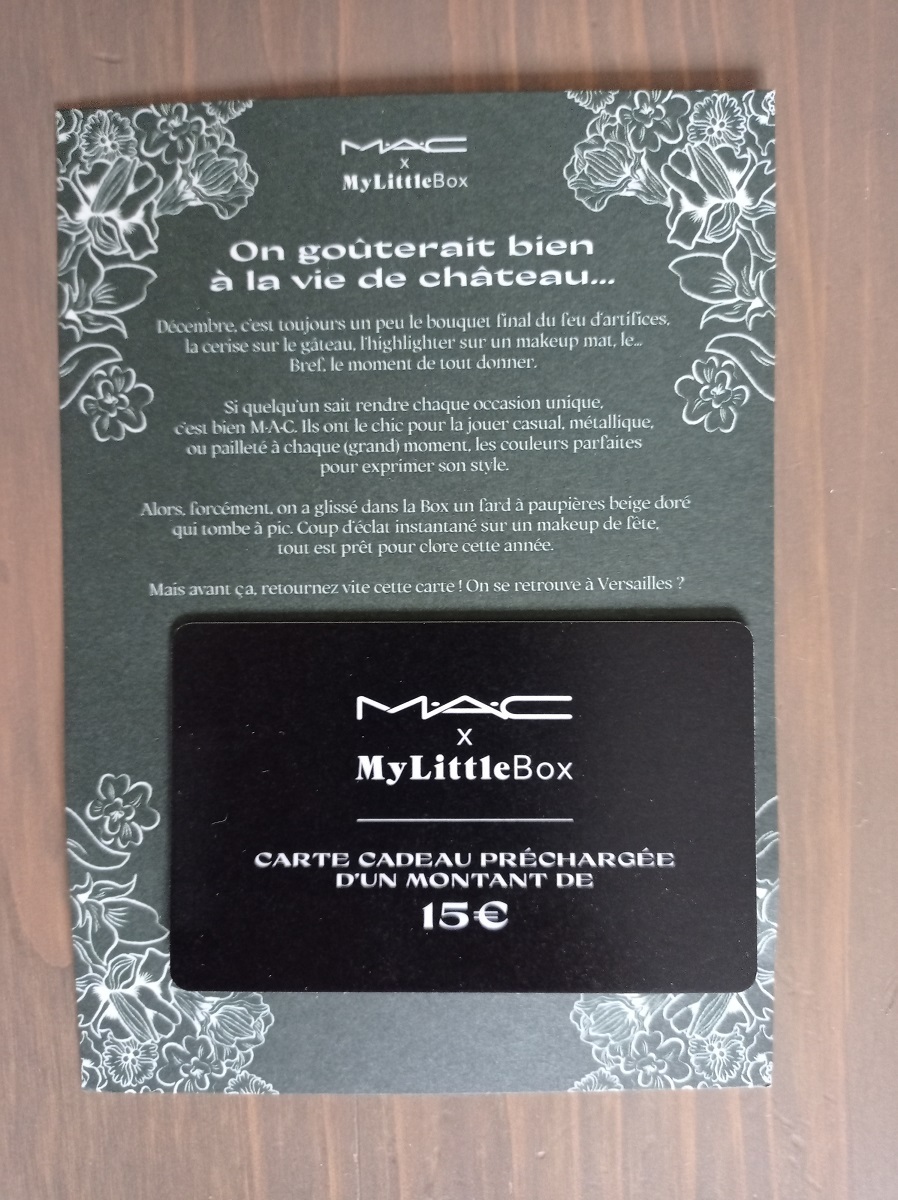 M·A·C
x
MyLittleBox
On goûterait bien
à la vie de château...
Décembre, c'est toujours un peu le bouquet final du feu d'artifices,
la cerise sur le gâteau, l'highlighter sur un makeup mat, le...
Bref, le moment de tout donner.
Si quelqu'un sait rendre chaque occasion unique,
c'est bien M·A·C. Ils ont le chic pour la jouer casual, métallique,
ou pailleté à chaque (grand) moment, les couleurs parfaites
pour exprimer son style.
Alors, forcément, on a glissé dans la Box un fard à paupières beige doré
qui tombe à pic. Coup d'éclat instantané sur un makeup de fête,
tout est prêt pour clore cette année.
Mais avant ça, retournez vite cette carte ! On se retrouve à Versailles ?
M·A·C
x
MyLittleBox
CARTE CADEAU PRÉCHARGÉE
D'UN MONTANT DE
15€